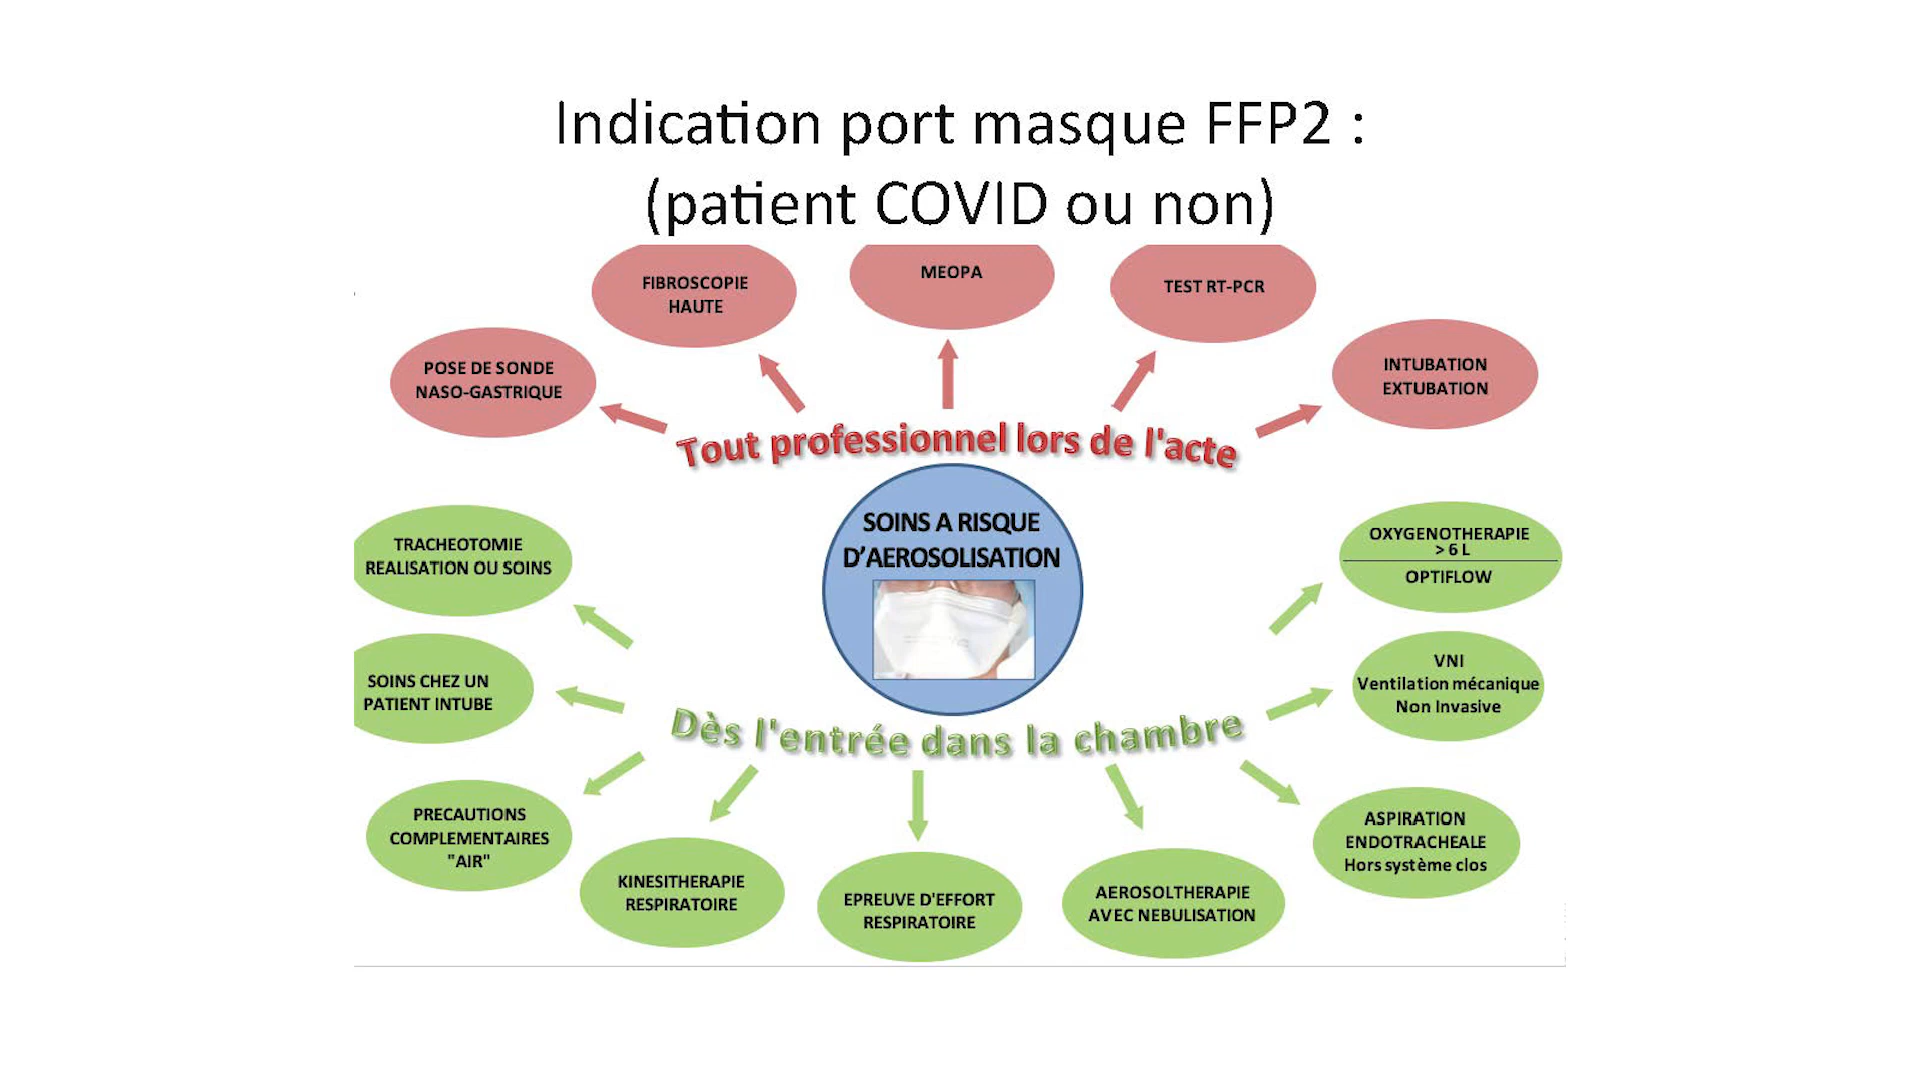 Indication port masque FFP2 :
(patient COVID ou non)
FIBROSCOPIE
HAUTE
MEOPA
TEST RT-PCR
POSE DE SONDE
NASO-GASTRIQUE
INTUBATION
EXTUBATION
Tout professionnel lors de l'acte
SOINS A RISQUE
D'AEROSOLISATION
TRACHEOTOMIE
REALISATION OU SOINS
OXYGENOTHERAPIE
> 6 L
OPTIFLOW
SOINS CHEZ UN
PATIENT INTUBE
VNI
Ventilation mécanique
Non Invasive
Dès l'entrée dans la chambre
PRECAUTIONS
COMPLEMENTAIRES
"AIR"
KINESITHERAPIE
RESPIRATOIRE
EPREUVE D'EFFORT
RESPIRATOIRE
AEROSOLTHERAPIE
AVEC NEBULISATION
ASPIRATION
ENDOTRACHEALE
Hors système clos